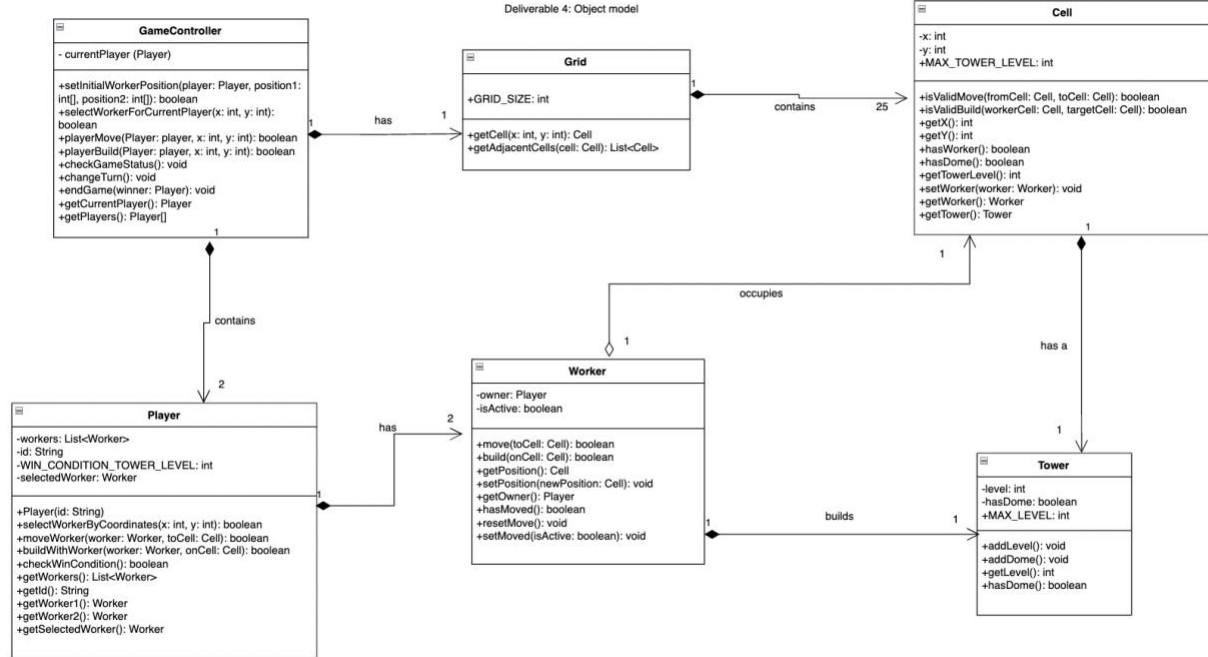 Deliverable 4: Object model
GameController
- currentPlayer (Player)
+setInitialWorkerPosition(player: Player, position1:
int[], position2: int[]): boolean
+selectWorkerForCurrentPlayer(x: int, y: int):
boolean
+playerMove(Player: player, x: int, y: int): boolean
+playerBuild(Player: player, x: int, y: int): boolean
+checkGameStatus(): void
+changeTurn(): void
+endGame(winner: Player): void
+getCurrentPlayer(): Player
+getPlayers(): Player[]
1
has
1
Grid
+GRID_SIZE: int
+getCell(x: int, y: int): Cell
+getAdjacentCells(cell: Cell): List<Cell>
1
contains
25
Cell
-x: int
-y: int
+MAX_TOWER_LEVEL: int
+isValidMove(fromCell: Cell, toCell: Cell): boolean
+isValidBuild(workerCell: Cell, targetCell: Cell): boolean
+getX(): int
+getY(): int
+hasWorker(): boolean
+hasDome(): boolean
+getTowerLevel(): int
+setWorker(worker: Worker): void
+getWorker(): Worker
+getTower(): Tower
1
contains
2
1
occupies
1
1
has a
1
Player
-workers: List<Worker>
-id: String
-WIN_CONDITION_TOWER_LEVEL: int
-selectedWorker: Worker
+Player(id: String)
+selectWorkerByCoordinates(x: int, y: int): boolean
+moveWorker(worker: Worker, toCell: Cell): boolean
+buildWithWorker(worker: Worker, onCell: Cell): boolean
+checkWinCondition(): boolean
+getWorkers(): List<Worker>
+getId(): String
+getWorker1(): Worker
+getWorker2(): Worker
+getSelectedWorker(): Worker
1
has
2
Worker
-owner: Player
-isActive: boolean
+move(toCell: Cell): boolean
+build(onCell: Cell): boolean
+getPosition(): Cell
+setPosition(newPosition: Cell): void
+getOwner(): Player
+hasMoved(): boolean
+resetMove(): void
+setMoved(isActive: boolean): void
1
builds
1
Tower
-level: int
-hasDome: boolean
+MAX_LEVEL: int
+addLevel(): void
+addDome(): void
+getLevel(): int
+hasDome(): boolean